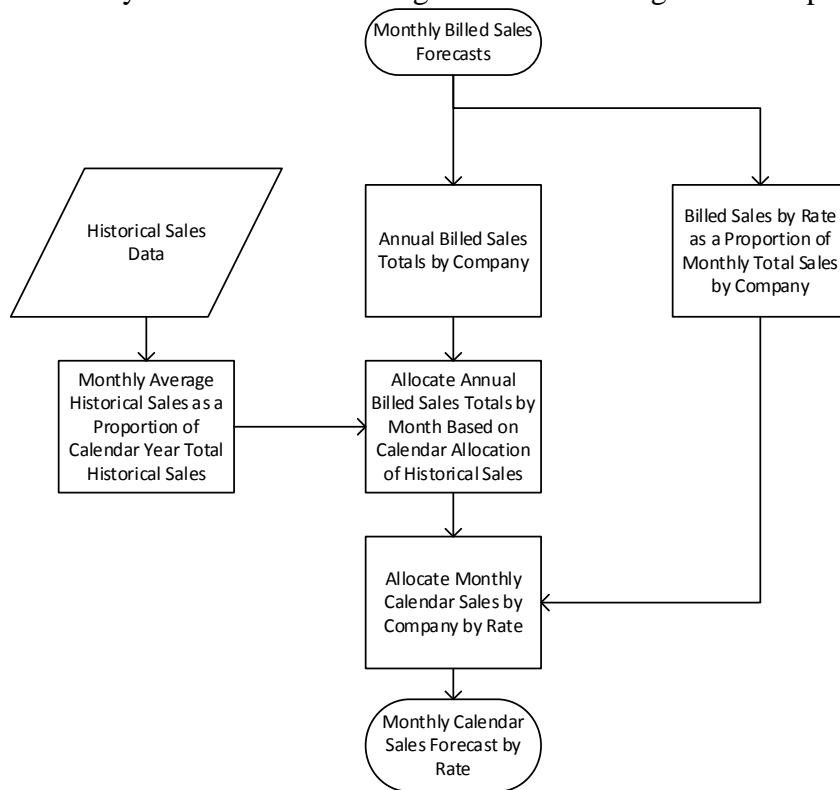 Monthly Billed Sales
Forecasts
Historical Sales
Data
Annual Billed Sales
Totals by Company
Billed Sales by Rate
as a Proportion of
Monthly Total Sales
by Company
Monthly Average
Historical Sales as a
Proportion of
Calendar Year Total
Historical Sales
Allocate Annual
Billed Sales Totals by
Month Based on
Calendar Allocation
of Historical Sales
Allocate Monthly
Calendar Sales by
Company by Rate
Monthly Calendar
Sales Forecast by
Rate